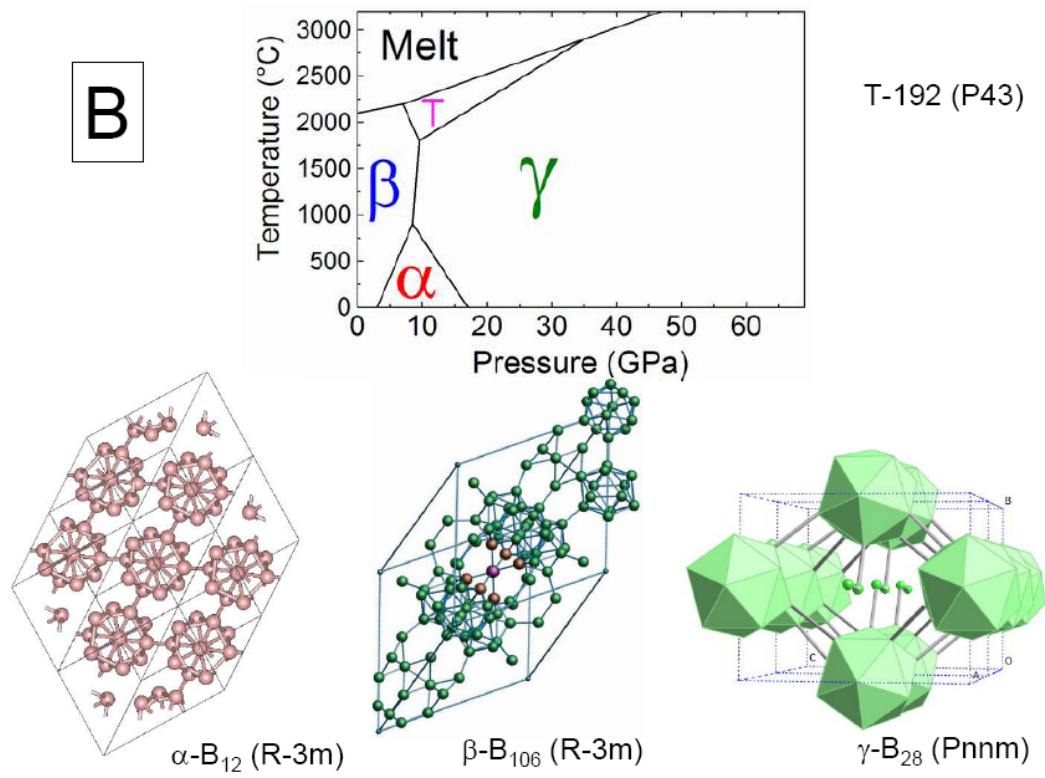 B
Temperature (°C)
3000
2500
2000
1500
1000
500
0
Melt
T
β
γ
α
0 10 20 30 40 50 60
Pressure (GPa)
T-192 (P43)
B
C
O
A
α-B₁₂ (R-3m)
β-B₁₀₆ (R-3m)
γ-B₂₈ (Pnnm)